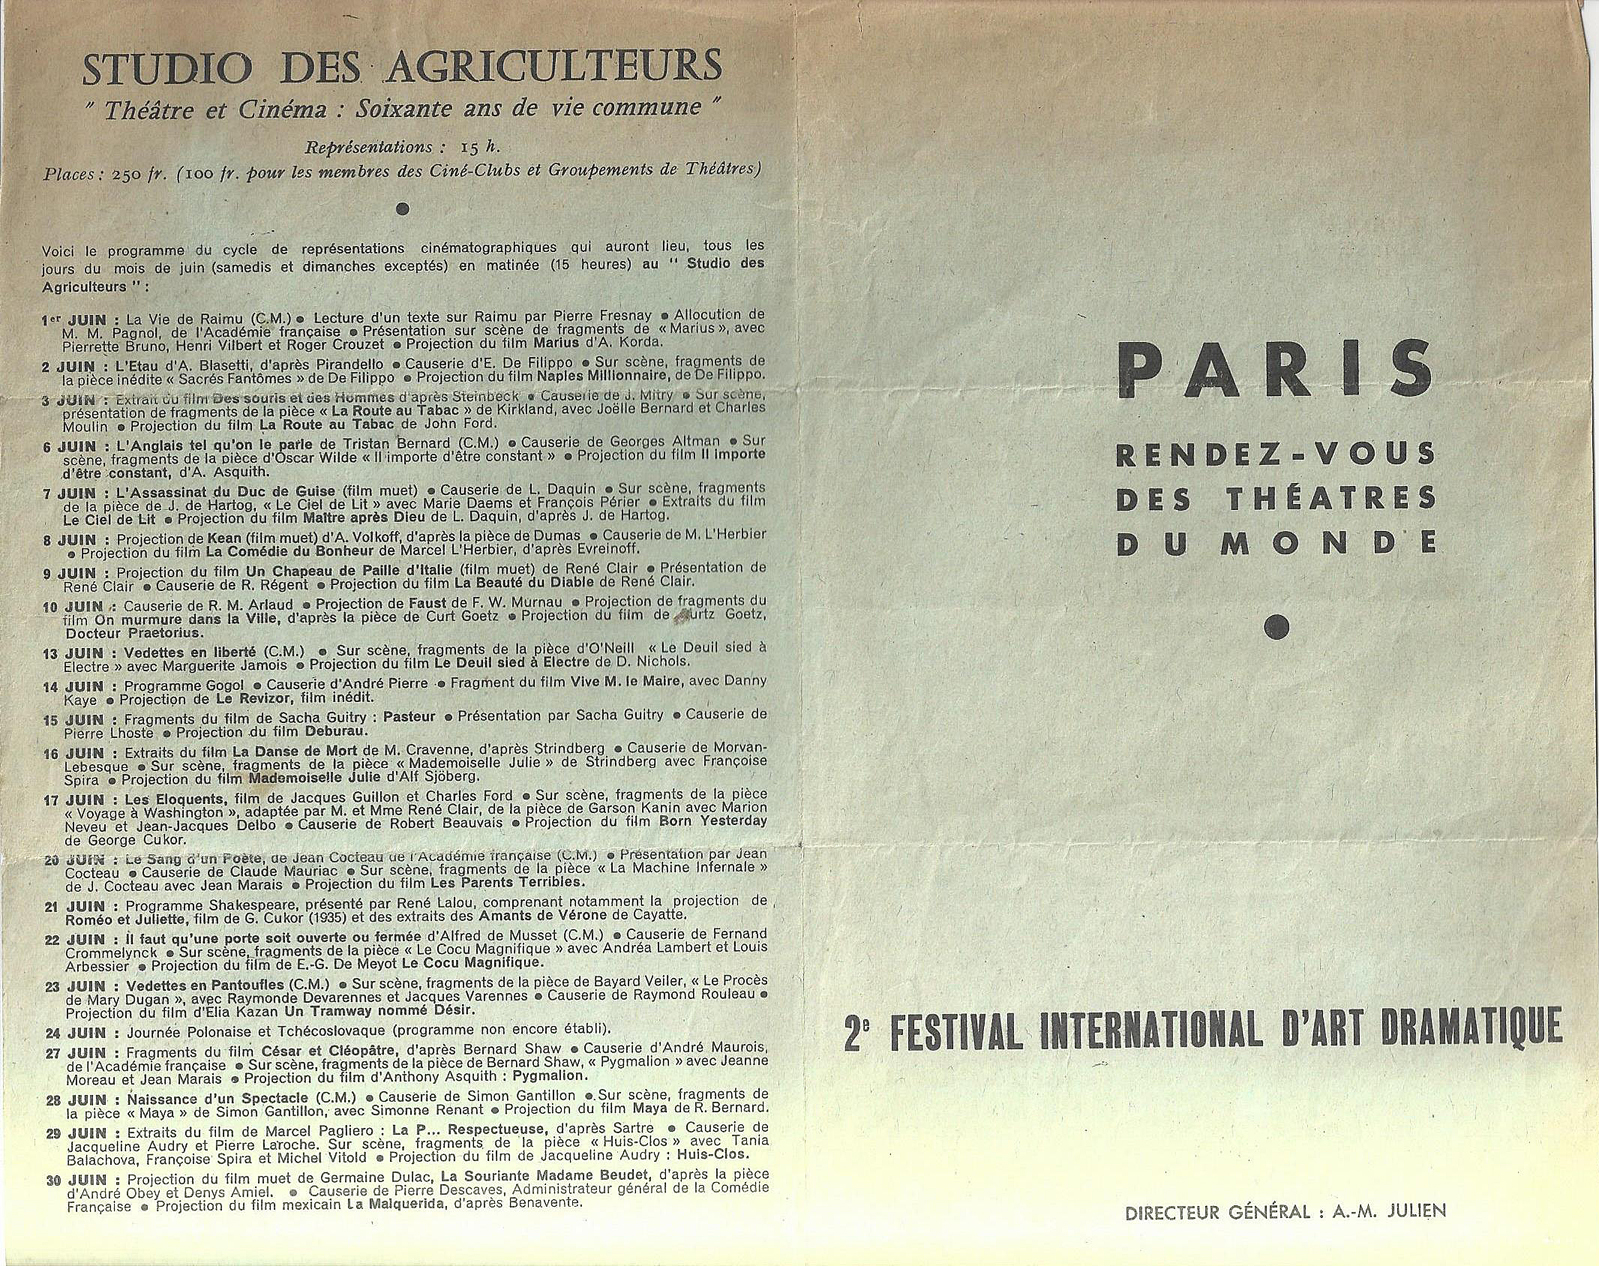 STUDIO DES AGRICULTEURS
" Théâtre et Cinéma : Soixante ans de vie commune "
Représentations : 15 h.
Places : 250 fr. (100 fr. pour les membres des Ciné-Clubs et Groupements de Théâtres)
●
Voici le programme du cycle de représentations cinématographiques qui auront lieu, tous les
jours du mois de juin (samedis et dimanches exceptés) en matinée (15 heures) au " Studio des
Agriculteurs " :
1er JUIN : La Vie de Raimu (C.M.) ● Lecture d'un texte sur Raimu par Pierre Fresnay ● Allocution de
M. M. Pagnol, de l'Académie française ● Présentation sur scène de fragments de « Marius », avec
Pierrette Bruno, Henri Vilbert et Roger Crouzet ● Projection du film Marius d'A. Korda.
2 JUIN : L'Etau d'A. Blasetti, d'après Pirandello ● Causerie d'E. De Filippo ● Sur scène, fragments de
la pièce inédite « Sacrés Fantômes » de De Filippo ● Projection du film Naples Millionnaire, de De Filippo.
3 JUIN : Extrait du film Des souris et des Hommes d'après Steinbeck ● Causerie de J. Mitry ● Sur scène,
présentation de fragments de la pièce « La Route au Tabac » de Kirkland, avec Joëlle Bernard et Charles
Moulin ● Projection du film La Route au Tabac de John Ford.
6 JUIN : L'Anglais tel qu'on le parle de Tristan Bernard (C.M.) ● Causerie de Georges Altman ● Sur
scène, fragments de la pièce d'Oscar Wilde « Il importe d'être constant » ● Projection du film Il Importe
d'être constant, d'A. Asquith.
7 JUIN : L'Assassinat du Duc de Guise (film muet) ● Causerie de L. Daquin ● Sur scène, fragments
de la pièce de J. de Hartog, « Le Ciel de Lit » avec Marie Daems et François Périer ● Extraits du film
Le Ciel de Lit ● Projection du film Maître après Dieu de L. Daquin, d'après J. de Hartog.
8 JUIN : Projection de Kean (film muet) d'A. Volkoff, d'après la pièce de Dumas ● Causerie de M. L'Herbier
● Projection du film La Comédie du Bonheur de Marcel L'Herbier, d'après Evreinoff.
9 JUIN : Projection du film Un Chapeau de Paille d'Italie (film muet) de René Clair ● Présentation de
René Clair ● Causerie de R. Régent ● Projection du film La Beauté du Diable de René Clair.
10 JUIN : Causerie de R. M. Arlaud ● Projection de Faust de F. W. Murnau ● Projection de fragments du
film On murmure dans la Ville, d'après la pièce de Curt Goetz ● Projection du film de Kurtz Goetz,
Docteur Praetorius.
13 JUIN : Vedettes en liberté (C.M.) ● Sur scène, fragments de la pièce d'O'Neill « Le Deuil sied à
Electre » avec Marguerite Jamois ● Projection du film Le Deuil sied à Electre de D. Nichols.
14 JUIN : Programme Gogol ● Causerie d'André Pierre ● Fragment du film Vive M. le Maire, avec Danny
Kaye ● Projection de Le Revizor, film inédit.
15 JUIN : Fragments du film de Sacha Guitry : Pasteur ● Présentation par Sacha Guitry ● Causerie de
Pierre Lhoste ● Projection du film Deburau.
16 JUIN : Extraits du film La Danse de Mort de M. Cravenne, d'après Strindberg ● Causerie de Morvan-
Lebesque ● Sur scène, fragments de la pièce « Mademoiselle Julie » de Strindberg avec Françoise
Spira ● Projection du film Mademoiselle Julie d'Alf Sjöberg.
17 JUIN : Les Eloquents, film de Jacques Guillon et Charles Ford ● Sur scène, fragments de la pièce
« Voyage à Washington », adaptée par M. et Mme René Clair, de la pièce de Garson Kanin avec Marion
Neveu et Jean-Jacques Delbo ● Causerie de Robert Beauvais ● Projection du film Born Yesterday
de George Cukor.
20 JUIN : Le Sang d'un Poète, de Jean Cocteau de l'Académie française (C.M.) ● Présentation par Jean
Cocteau ● Causerie de Claude Mauriac ● Sur scène, fragments de la pièce « La Machine Infernale »
de J. Cocteau avec Jean Marais ● Projection du film Les Parents Terribles.
21 JUIN : Programme Shakespeare, présenté par René Lalou, comprenant notamment la projection de
Roméo et Juliette, film de G. Cukor (1935) et des extraits des Amants de Vérone de Cayatte.
22 JUIN : Il faut qu'une porte soit ouverte ou fermée d'Alfred de Musset (C.M.) ● Causerie de Fernand
Crommelynck ● Sur scène, fragments de la pièce « Le Cocu Magnifique » avec Andréa Lambert et Louis
Arbessier ● Projection du film de E.-G. De Meyot Le Cocu Magnifique.
23 JUIN : Vedettes en Pantoufles (C.M.) ● Sur scène, fragments de la pièce de Bayard Veiler, « Le Procès
de Mary Dugan », avec Raymonde Devarennes et Jacques Varennes ● Causerie de Raymond Rouleau ●
Projection du film d'Elia Kazan Un Tramway nommé Désir.
24 JUIN : Journée Polonaise et Tchécoslovaque (programme non encore établi).
27 JUIN : Fragments du film César et Cléopâtre, d'après Bernard Shaw ● Causerie d'André Maurois,
de l'Académie française ● Sur scène, fragments de la pièce de Bernard Shaw, « Pygmalion » avec Jeanne
Moreau et Jean Marais ● Projection du film d'Anthony Asquith : Pygmalion.
28 JUIN : Naissance d'un Spectacle (C.M.) ● Causerie de Simon Gantillon ● Sur scène, fragments de
la pièce « Maya » de Simon Gantillon, avec Simonne Renant ● Projection du film Maya de R. Bernard.
29 JUIN : Extraits du film de Marcel Pagliero : La P... Respectueuse, d'après Sartre ● Causerie de
Jacqueline Audry et Pierre Laroche. Sur scène, fragments de la pièce « Huis-Clos » avec Tania
Balachova, Françoise Spira et Michel Vitold ● Projection du film de Jacqueline Audry : Huis-Clos.
30 JUIN : Projection du film muet de Germaine Dulac, La Souriante Madame Beudet, d'après la pièce
d'André Obey et Denys Amiel. ● Causerie de Pierre Descaves, Administrateur général de la Comédie
Française ● Projection du film mexicain La Malquerida, d'après Benavente.
PARIS
RENDEZ-VOUS
DES THÉATRES
DU MONDE
●
2e FESTIVAL INTERNATIONAL D'ART DRAMATIQUE
DIRECTEUR GÉNÉRAL : A.-M. JULIEN